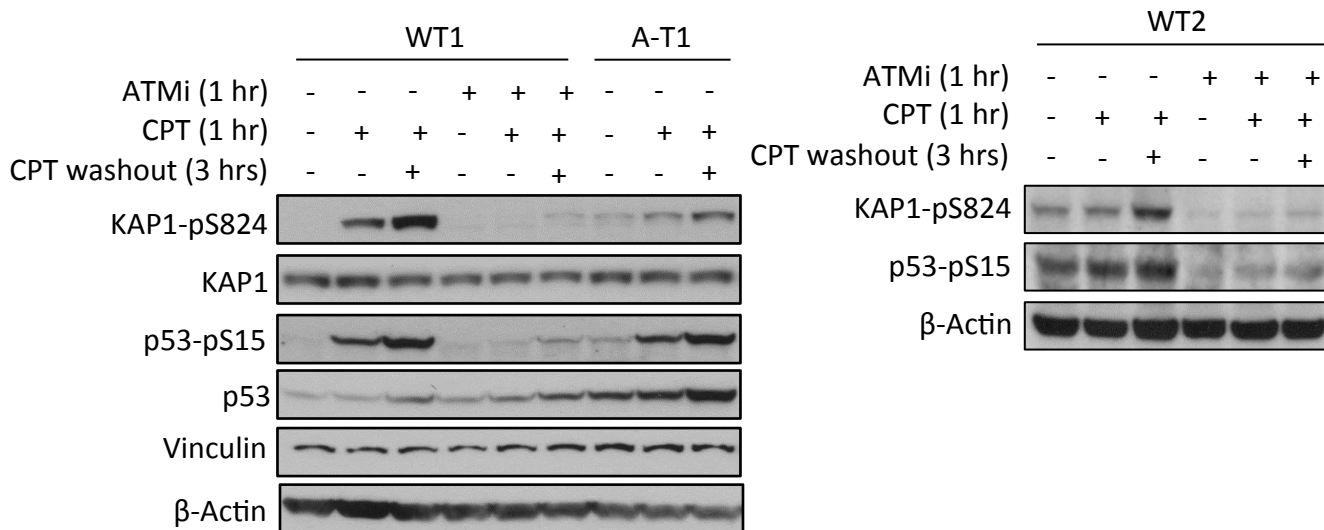 WT1 A-T1
ATMi (1 hr) - - - + + + - - -
CPT (1 hr) - + + - + + - + +
CPT washout (3 hrs) - - + - - + - - +
KAP1-pS824
KAP1
p53-pS15
p53
Vinculin
β-Actin
WT2
ATMi (1 hr) - - - + + +
CPT (1 hr) - + + - + +
CPT washout (3 hrs) - - + - - +
KAP1-pS824
p53-pS15
β-Actin